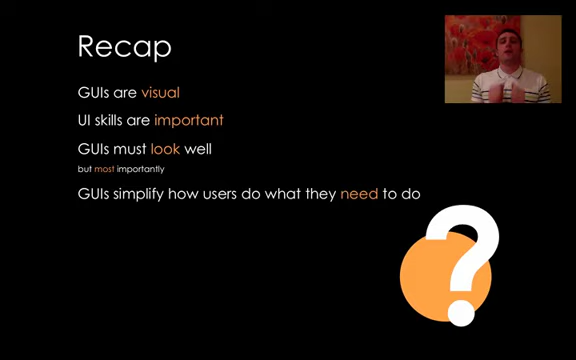 Recap
GUIs are visual
UI skills are important
GUIs must look well
but most importantly
GUIs simplify how users do what they need to do
?